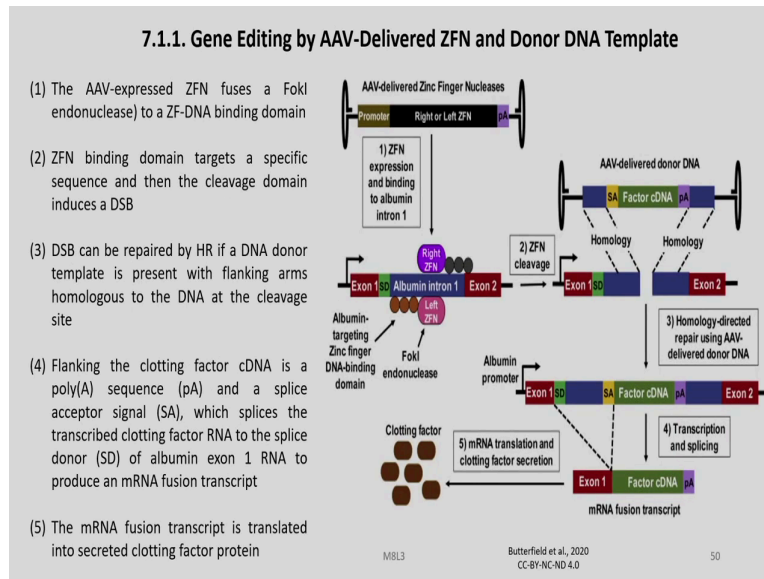 7.1.1. Gene Editing by AAV-Delivered ZFN and Donor DNA Template
(1) The AAV-expressed ZFN fuses a FokI
endonuclease) to a ZF-DNA binding domain
(2) ZFN binding domain targets a specific
sequence and then the cleavage domain
induces a DSB
(3) DSB can be repaired by HR if a DNA donor
template is present with flanking arms
homologous to the DNA at the cleavage
site
(4) Flanking the clotting factor cDNA is a
poly(A) sequence (pA) and a splice
acceptor signal (SA), which splices the
transcribed clotting factor RNA to the splice
donor (SD) of albumin exon 1 RNA to
produce an mRNA fusion transcript
(5) The mRNA fusion transcript is translated
into secreted clotting factor protein
AAV-delivered Zinc Finger Nucleases
Promoter Right or Left ZFN pA
1) ZFN
expression
and binding
to albumin
intron 1
AAV-delivered donor DNA
SA Factor cDNA pA
Homology Homology
Right
ZFN
2) ZFN
cleavage
Exon 1 SD Albumin intron 1 Exon 2
Exon 1 SD Exon 2
Left
ZFN
Albumin-
targeting
Zinc finger
DNA-binding
domain
FokI
endonuclease
3) Homology-directed
repair using AAV-
delivered donor DNA
Albumin
promoter
Exon 1 SD SA Factor cDNA pA Exon 2
4) Transcription
and splicing
Clotting factor
5) mRNA translation and
clotting factor secretion
Exon 1 Factor cDNA pA
mRNA fusion transcript
M8L3
Butterfield et al., 2020
CC-BY-NC-ND 4.0
50